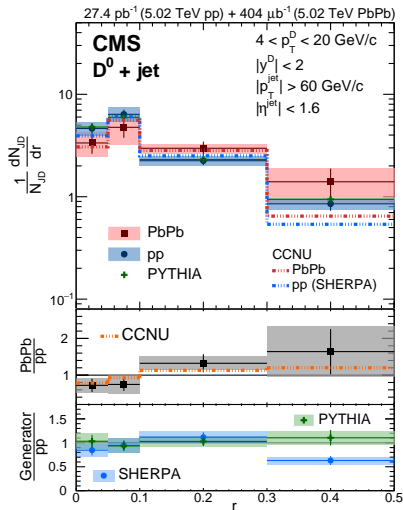 27.4 pb⁻¹ (5.02 TeV pp) + 404 μb⁻¹ (5.02 TeV PbPb)
CMS
D⁰ + jet
4 < p_T^D < 20 GeV/c
|y^D| < 2
|p_T^jet| > 60 GeV/c
|η^jet| < 1.6
1/N_JD dN_JD/dr
10
1
10⁻¹
PbPb
pp
PYTHIA
CCNU
PbPb
pp (SHERPA)
PbPb/pp
2
1
CCNU
Generator/pp
1.5
1
0.5
0
PYTHIA
SHERPA
0 0.1 0.2 0.3 0.4 0.5
r